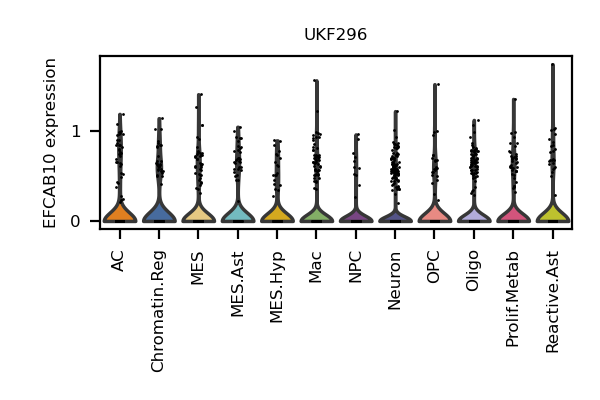 UKF296
EFCAB10 expression
1
0
AC
Chromatin.Reg
MES
MES.Ast
MES.Hyp
Mac
NPC
Neuron
OPC
Oligo
Prolif.Metab
Reactive.Ast